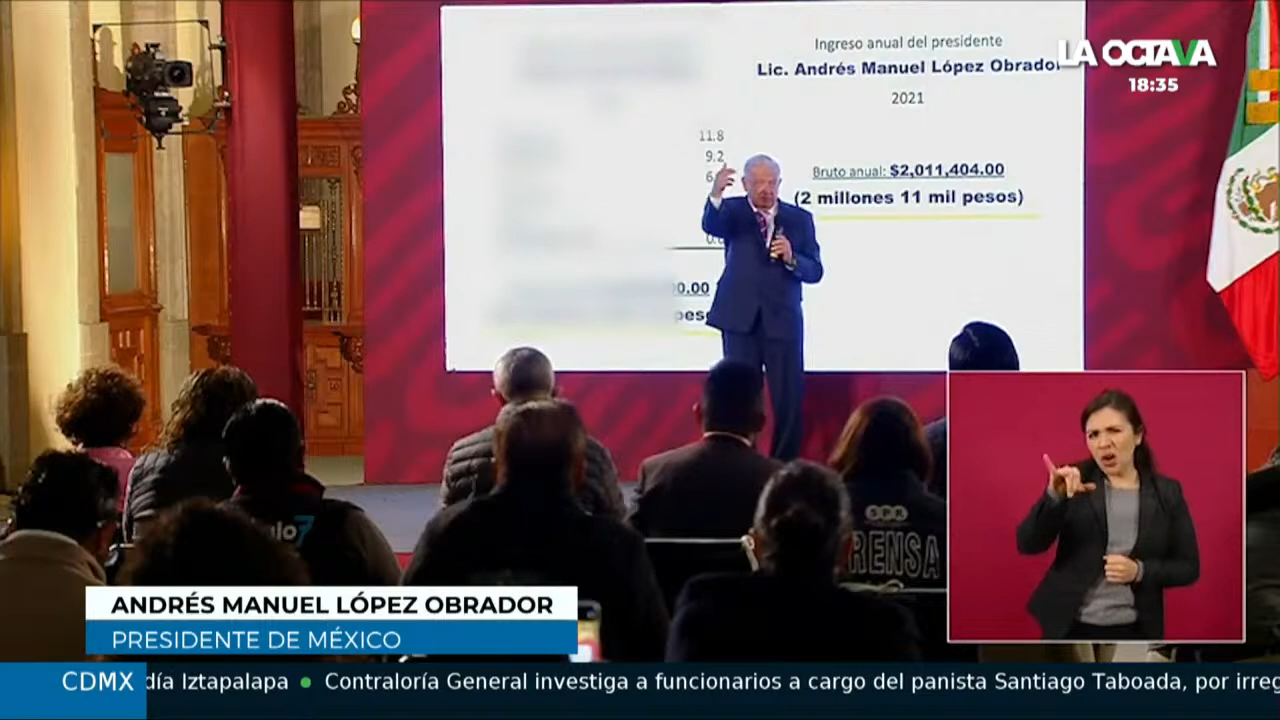 Ingreso anual del presidente
Lic. Andrés Manuel López Obrador
2021
11.8
9.2
Bruto anual: $2,011,404.00
(2 millones 11 mil pesos)
LA OCTAVA
18:35
SPR
ANDRÉS MANUEL LÓPEZ OBRADOR
PRESIDENTE DE MÉXICO
CDMX
día Iztapalapa • Contraloría General investiga a funcionarios a cargo del panista Santiago Taboada, por